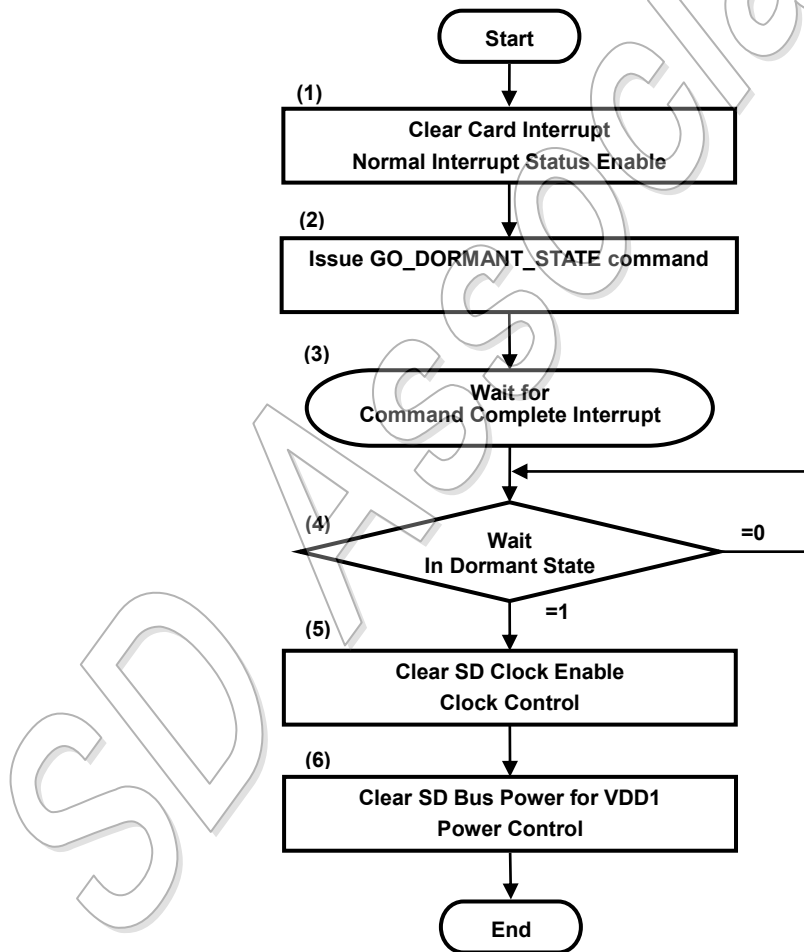 Start
(1)
Clear Card Interrupt
Normal Interrupt Status Enable
(2)
Issue GO_DORMANT_STATE command
(3)
Wait for
Command Complete Interrupt
(4)
Wait
In Dormant State
=0
=1
(5)
Clear SD Clock Enable
Clock Control
(6)
Clear SD Bus Power for VDD1
Power Control
End